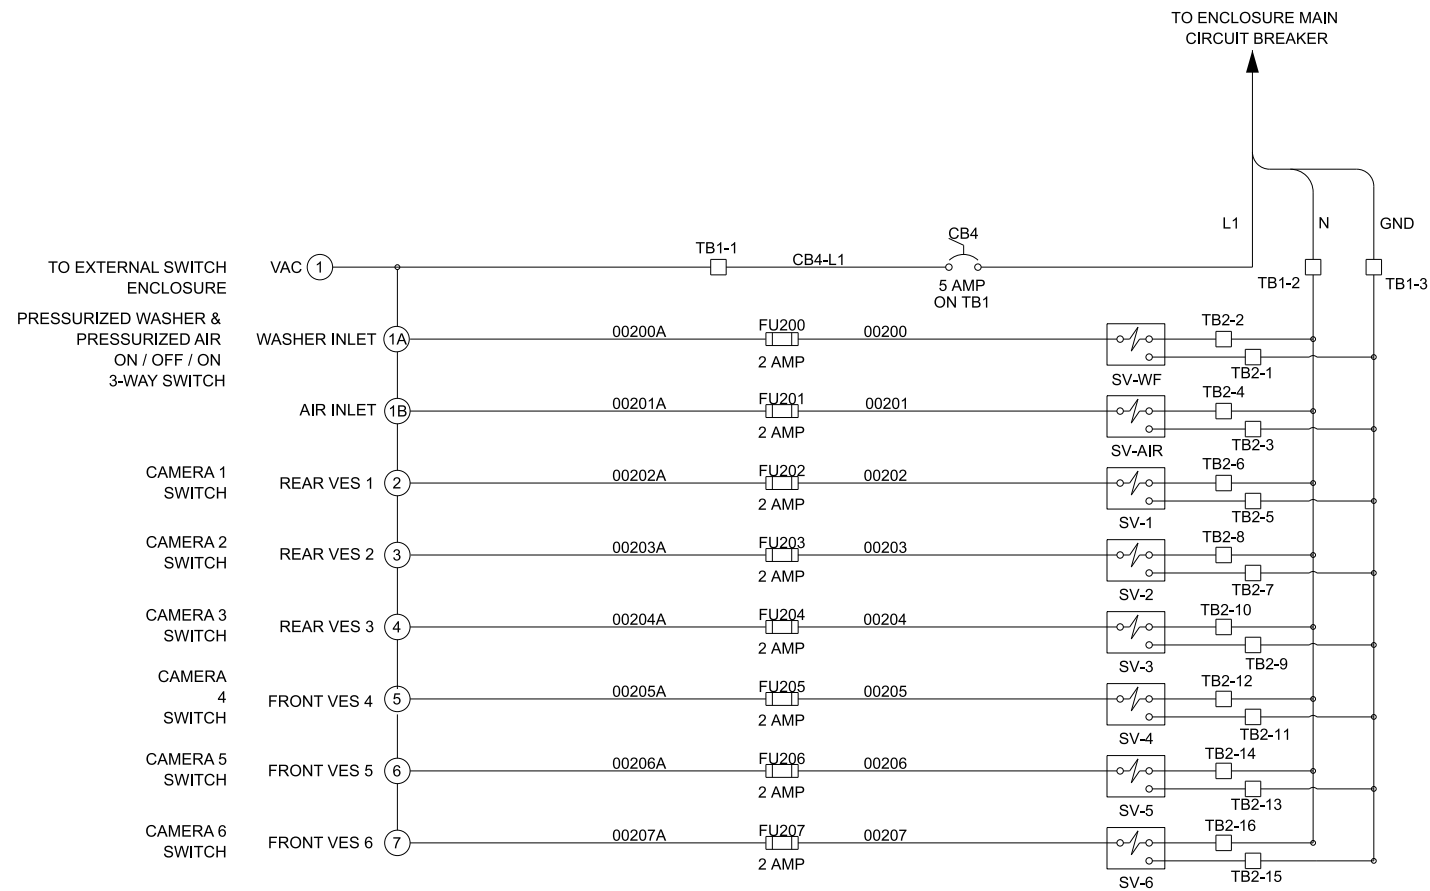 TO ENCLOSURE MAIN
CIRCUIT BREAKER
L1
N
GND
CB4
TB1-1
CB4-L1
TO EXTERNAL SWITCH
ENCLOSURE
VAC
1
5 AMP
ON TB1
TB1-2
TB1-3
PRESSURIZED WASHER &
PRESSURIZED AIR
ON / OFF / ON
3-WAY SWITCH
WASHER INLET
1A
00200A
FU200
2 AMP
00200
SV-WF
TB2-2
TB2-1
AIR INLET
1B
00201A
FU201
2 AMP
00201
SV-AIR
TB2-4
TB2-3
CAMERA 1
SWITCH
REAR VES 1
2
00202A
FU202
2 AMP
00202
SV-1
TB2-6
TB2-5
CAMERA 2
SWITCH
REAR VES 2
3
00203A
FU203
2 AMP
00203
SV-2
TB2-8
TB2-7
CAMERA 3
SWITCH
REAR VES 3
4
00204A
FU204
2 AMP
00204
SV-3
TB2-10
TB2-9
CAMERA
4
SWITCH
FRONT VES 4
5
00205A
FU205
2 AMP
00205
SV-4
TB2-12
TB2-11
CAMERA 5
SWITCH
FRONT VES 5
6
00206A
FU206
2 AMP
00206
SV-5
TB2-14
TB2-13
CAMERA 6
SWITCH
FRONT VES 6
7
00207A
FU207
2 AMP
00207
SV-6
TB2-16
TB2-15